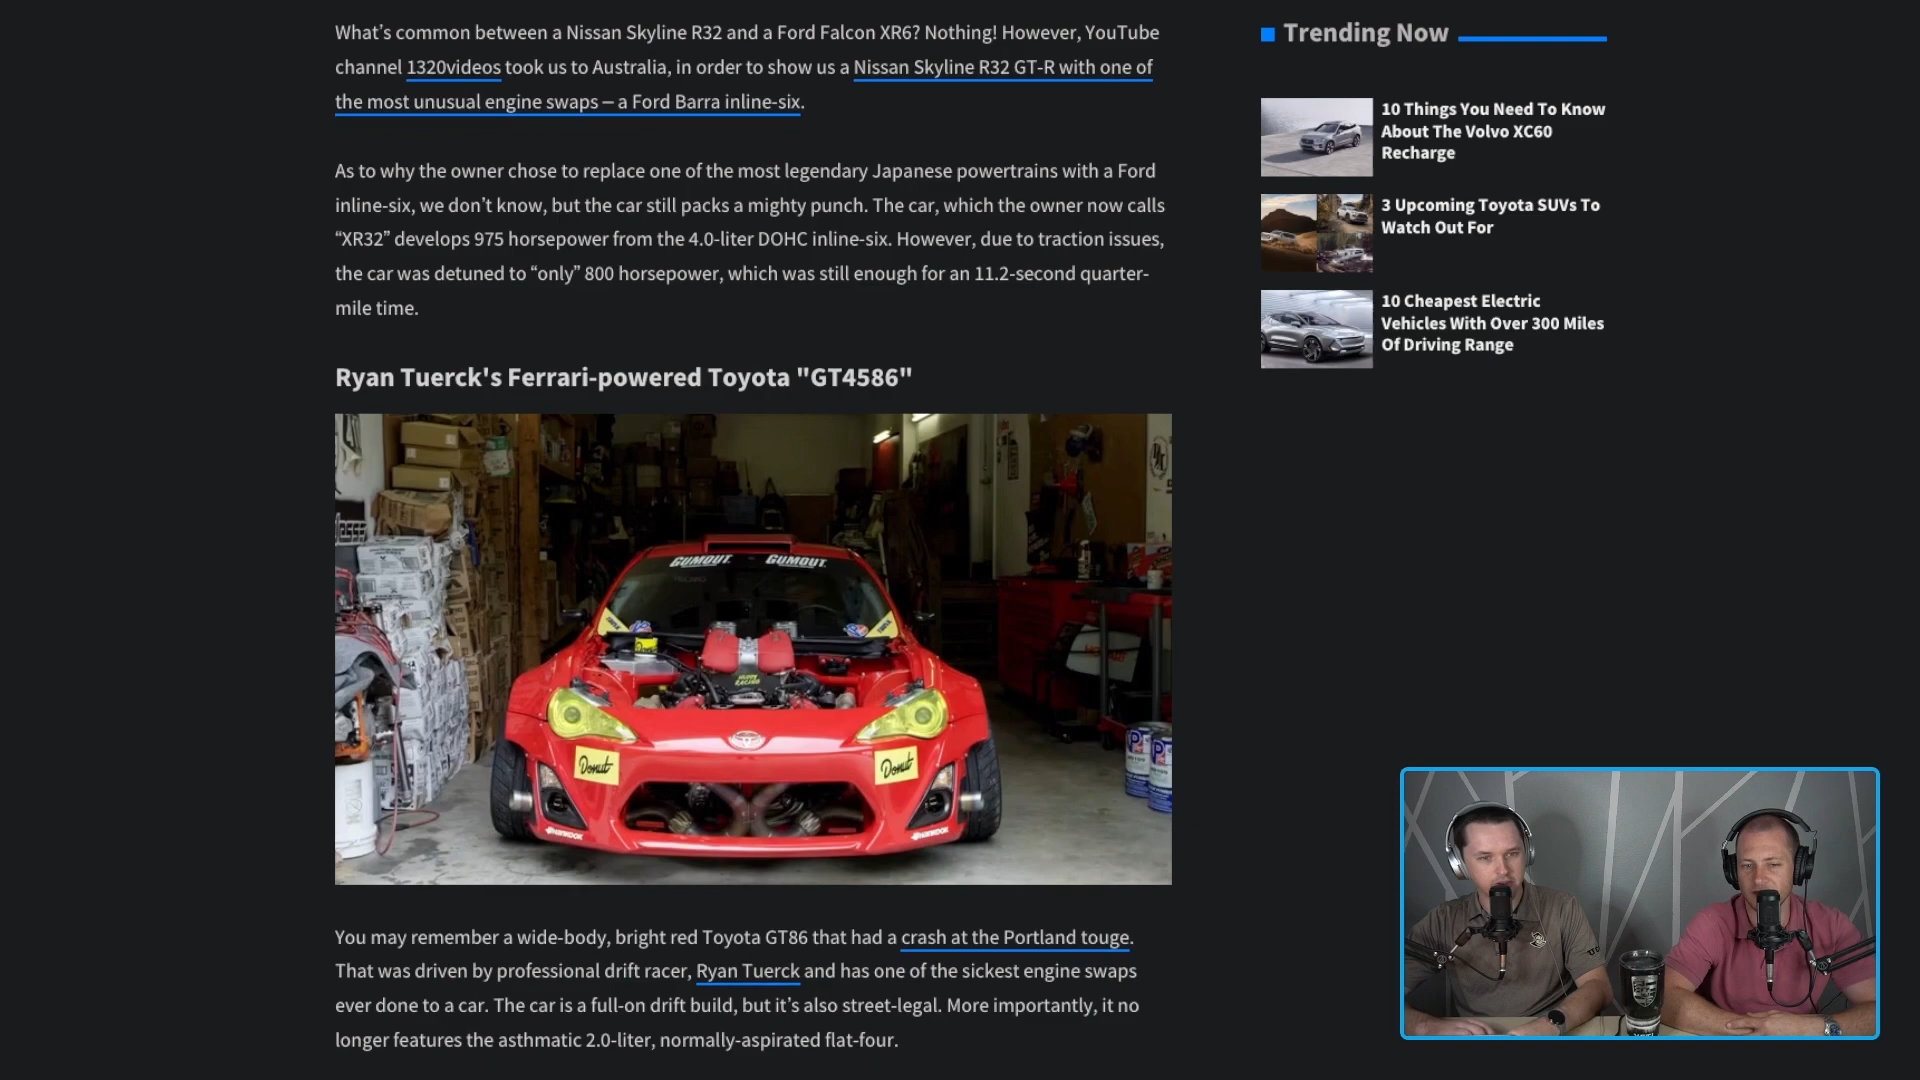 What’s common between a Nissan Skyline R32 and a Ford Falcon XR6? Nothing! However, YouTube
channel 1320videos took us to Australia, in order to show us a Nissan Skyline R32 GT-R with one of
the most unusual engine swaps – a Ford Barra inline-six.
As to why the owner chose to replace one of the most legendary Japanese powertrains with a Ford
inline-six, we don’t know, but the car still packs a mighty punch. The car, which the owner now calls
“XR32” develops 975 horsepower from the 4.0-liter DOHC inline-six. However, due to traction issues,
the car was detuned to “only” 800 horsepower, which was still enough for an 11.2-second quarter-
mile time.
Ryan Tuerck's Ferrari-powered Toyota "GT4586"
GUMOUT GUMOUT
Donut Donut
HANKOOK HANKOOK
You may remember a wide-body, bright red Toyota GT86 that had a crash at the Portland touge.
That was driven by professional drift racer, Ryan Tuerck and has one of the sickest engine swaps
ever done to a car. The car is a full-on drift build, but it’s also street-legal. More importantly, it no
longer features the asthmatic 2.0-liter, normally-aspirated flat-four.
Trending Now
10 Things You Need To Know
About The Volvo XC60
Recharge
3 Upcoming Toyota SUVs To
Watch Out For
10 Cheapest Electric
Vehicles With Over 300 Miles
Of Driving Range